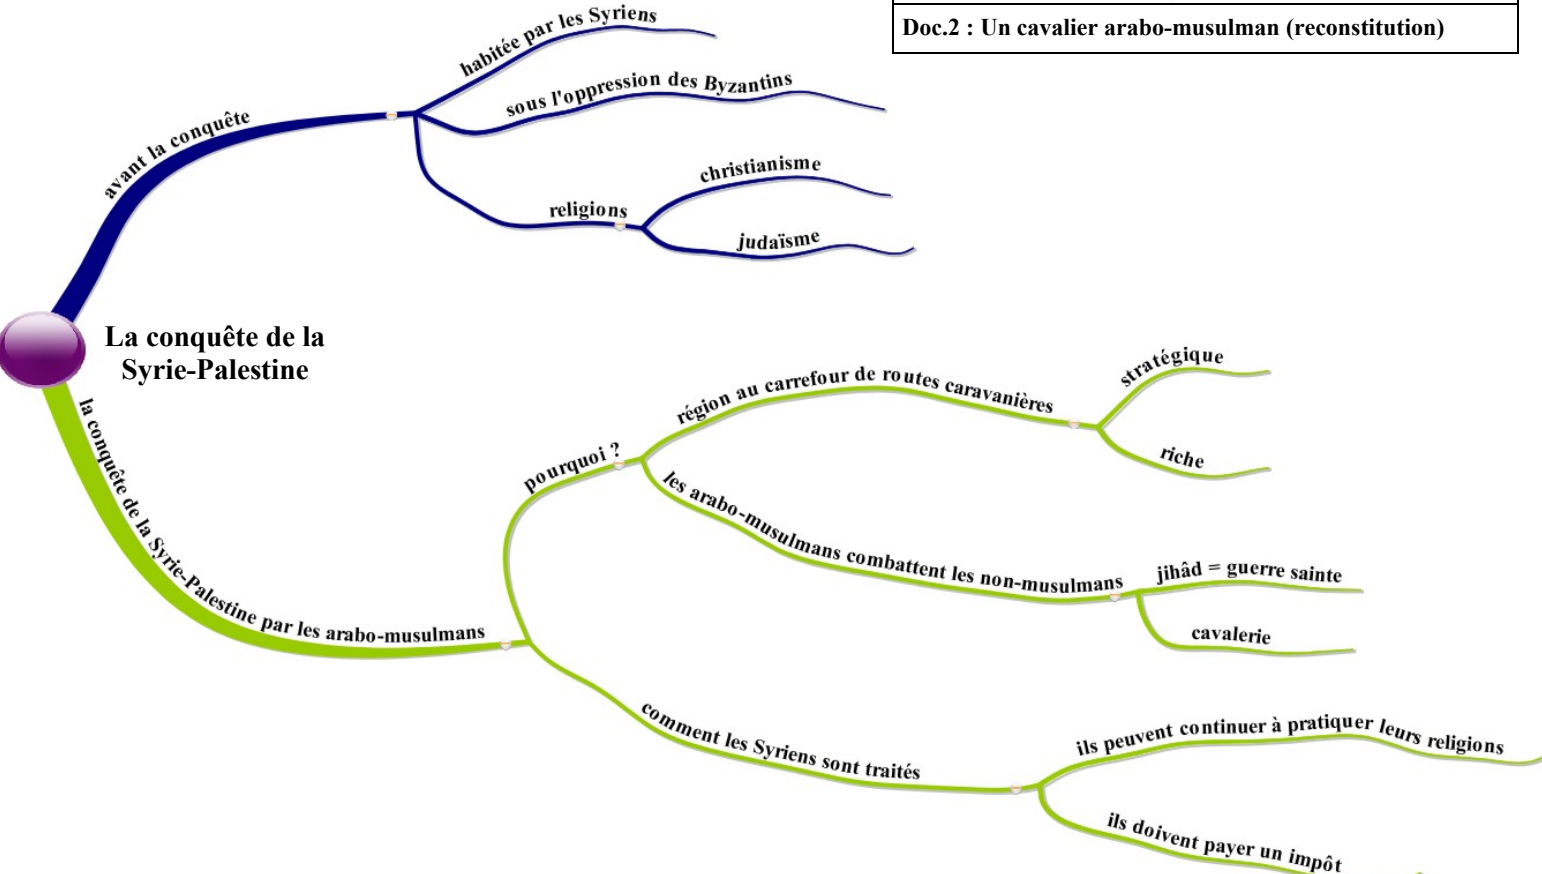 Doc.2 : Un cavalier arabo-musulman (reconstitution)
La conquête de la
Syrie-Palestine
avant la conquête
habitée par les Syriens
sous l'oppression des Byzantins
religions
christianisme
judaïsme
la conquête de la Syrie-Palestine par les arabo-musulmans
pourquoi ?
région au carrefour de routes caravanières
stratégique
riche
les arabo-musulmans combattent les non-musulmans
jihâd = guerre sainte
cavalerie
comment les Syriens sont traités
ils peuvent continuer à pratiquer leurs religions
ils doivent payer un impôt